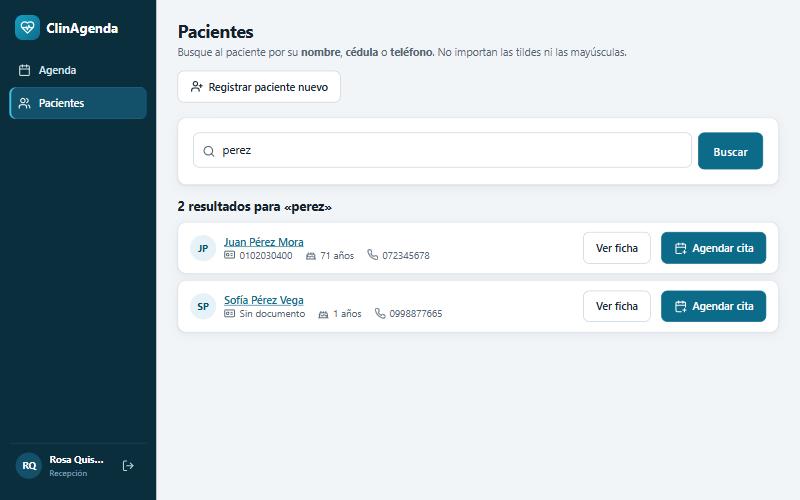 ClinAgenda
Agenda
Pacientes
Rosa Quis...
RQ
Recepción
Pacientes
Busque al paciente por su nombre, cédula o teléfono. No importan las tildes ni las mayúsculas.
Registrar paciente nuevo
perez
Buscar
2 resultados para «perez»
JP
Juan Pérez Mora
0102030400 71 años 072345678
Ver ficha
Agendar cita
SP
Sofía Pérez Vega
Sin documento 1 años 0998877665
Ver ficha
Agendar cita